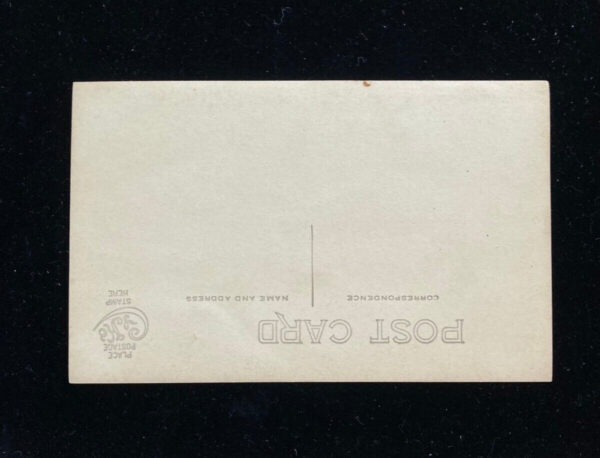 POST CARD
CORRESPONDENCE
NAME AND ADDRESS
PLACE
POSTAGE
STAMP
HERE